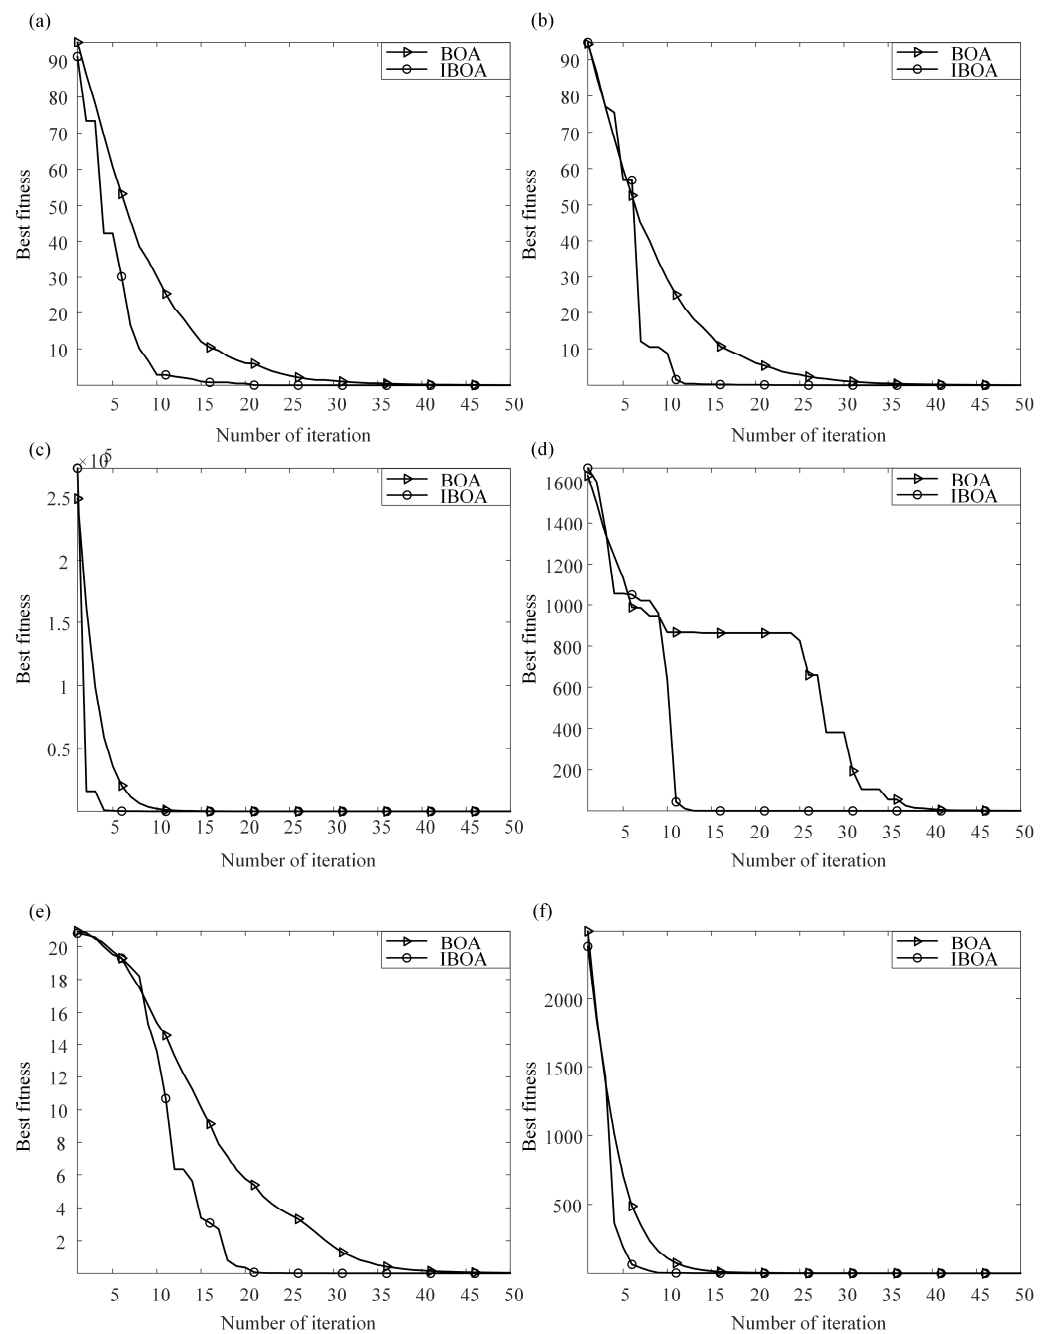 (a)
90
80
70
60
50
40
30
20
10
5 10 15 20 25 30 35 40 45 50
Best fitness
Number of iteration
BOA
IBOA
(b)
90
80
70
60
50
40
30
20
10
5 10 15 20 25 30 35 40 45 50
Best fitness
Number of iteration
BOA
IBOA
(c)
×10^5
2.5
2
1.5
1
0.5
5 10 15 20 25 30 35 40 45 50
Best fitness
Number of iteration
BOA
IBOA
(d)
1600
1400
1200
1000
800
600
400
200
5 10 15 20 25 30 35 40 45 50
Best fitness
Number of iteration
BOA
IBOA
(e)
20
18
16
14
12
10
8
6
4
2
5 10 15 20 25 30 35 40 45 50
Best fitness
Number of iteration
BOA
IBOA
(f)
2000
1500
1000
500
5 10 15 20 25 30 35 40 45 50
Best fitness
Number of iteration
BOA
IBOA